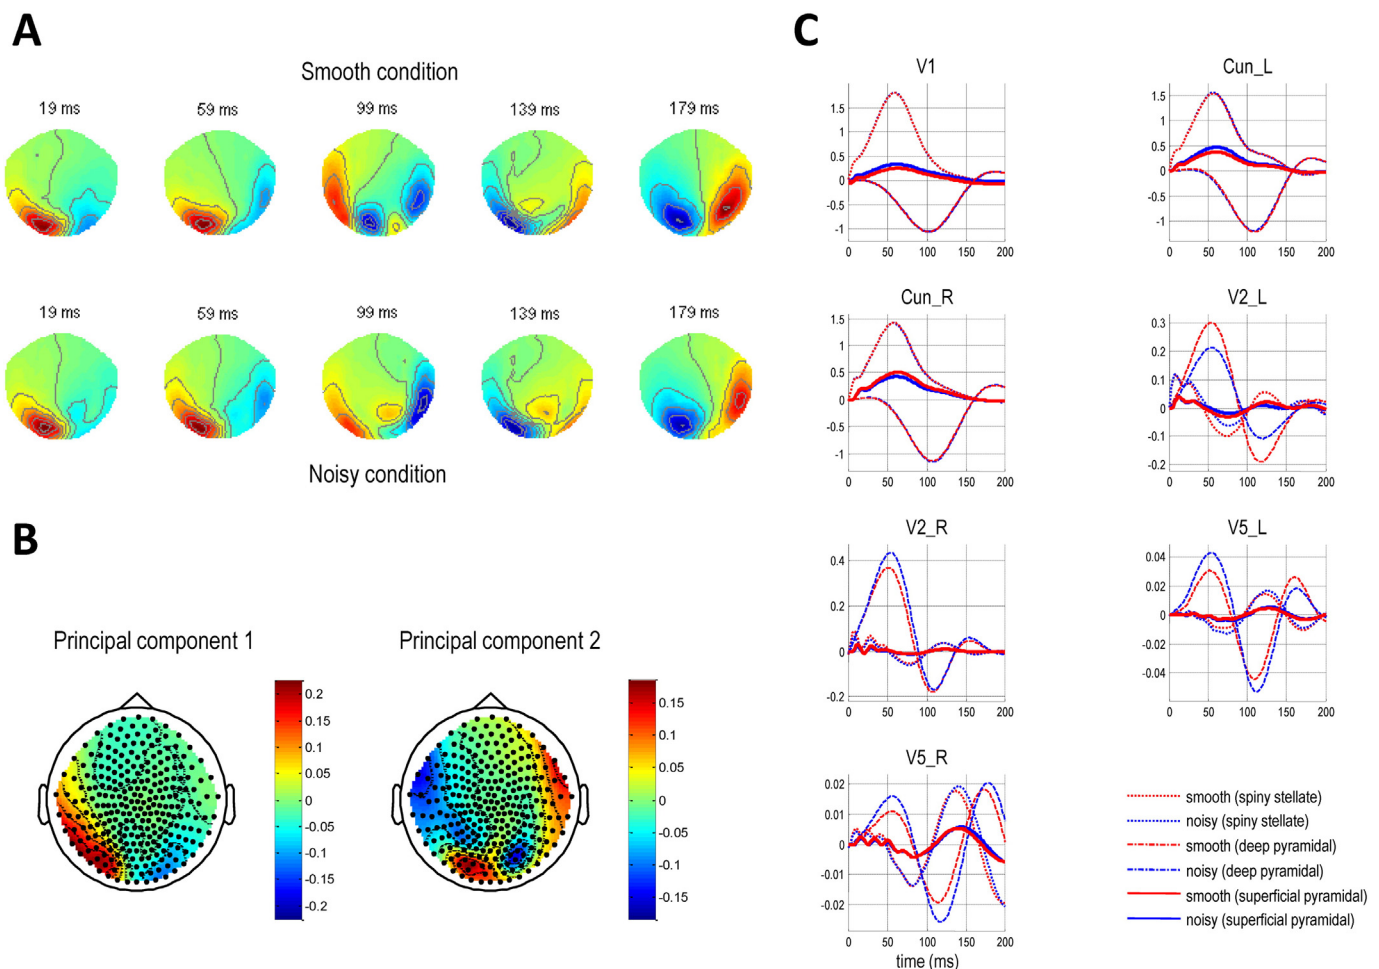 A
Smooth condition
19 ms 59 ms 99 ms 139 ms 179 ms
19 ms 59 ms 99 ms 139 ms 179 ms
Noisy condition
B
Principal component 1
0.2
0.15
0.1
0.05
0
-0.05
-0.1
-0.15
-0.2
Principal component 2
0.15
0.1
0.05
0
-0.05
-0.1
-0.15
C
V1
1.5
1
0.5
0
-0.5
-1
0 50 100 150 200
Cun_L
1.5
1
0.5
0
-0.5
-1
0 50 100 150 200
Cun_R
1.5
1
0.5
0
-0.5
-1
0 50 100 150 200
V2_L
0.3
0.2
0.1
0
-0.1
-0.2
0 50 100 150 200
V2_R
0.4
0.2
0
-0.2
0 50 100 150 200
V5_L
0.04
0.02
0
-0.02
-0.04
0 50 100 150 200
V5_R
0.02
0.01
0
-0.01
-0.02
0 50 100 150 200
time (ms)
smooth (spiny stellate)
noisy (spiny stellate)
smooth (deep pyramidal)
noisy (deep pyramidal)
smooth (superficial pyramidal)
noisy (superficial pyramidal)